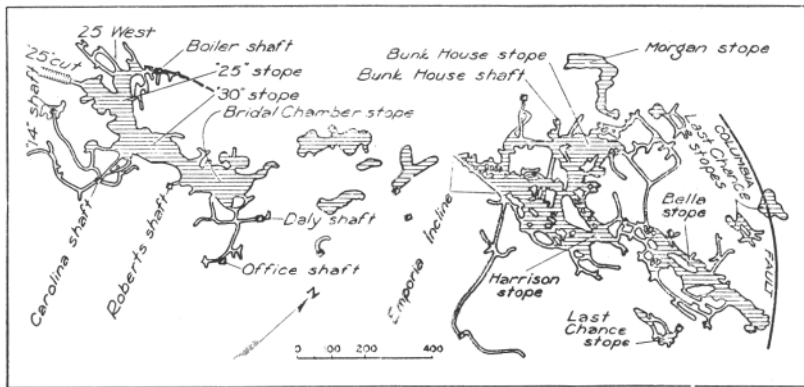 25 West
Boiler shaft
"25" cut
"25" stope
"30" stope
Bridal Chamber stope
"14" shaft
Carolina shaft
Roberts shaft
Daly shaft
Office shaft
N
0 100 200 400
Emporia Incline
Bunk House stope
Bunk House shaft
Morgan stope
Last Chance
stopes
COLUMBIA
FAULT
Bella
stope
Harrison
stope
Last
Chance
stope